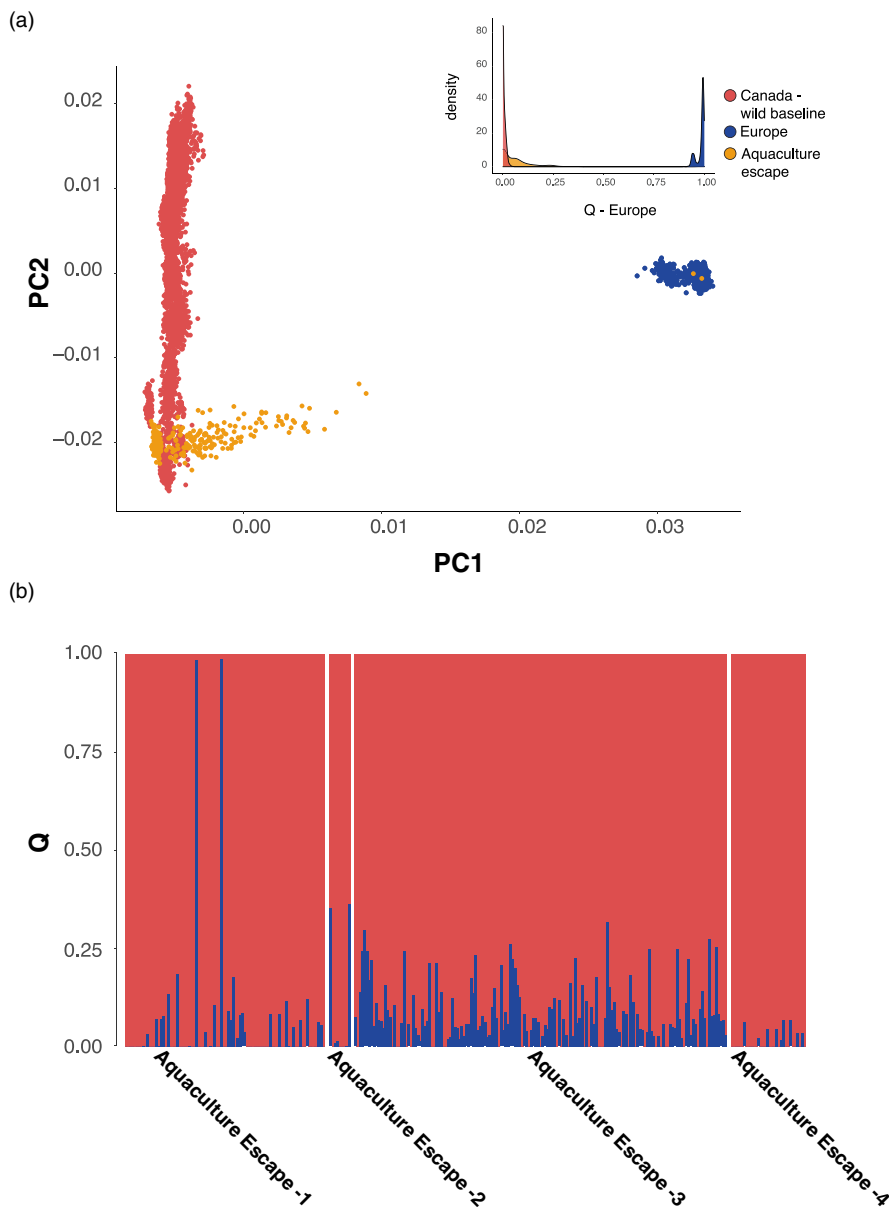 (a)
0.02
0.01
0.00
−0.01
−0.02
PC2
0.00
0.01
0.02
0.03
PC1
80
60
40
20
0
density
0.00
0.25
0.50
0.75
1.00
Q - Europe
Canada -
wild baseline
Europe
Aquaculture
escape
(b)
1.00
0.75
0.50
0.25
0.00
Q
Aquaculture Escape -1
Aquaculture Escape -2
Aquaculture Escape -3
Aquaculture Escape -4